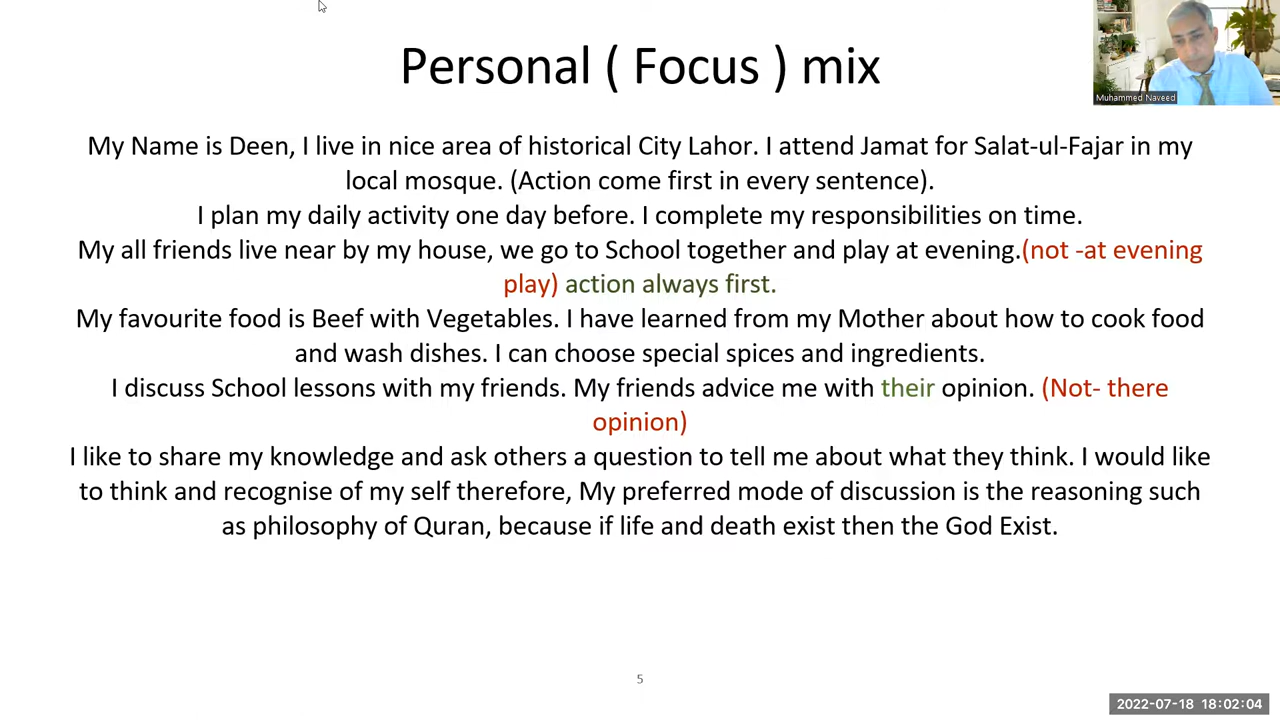 Personal ( Focus ) mix
Muhammed Naveed
My Name is Deen, I live in nice area of historical City Lahor. I attend Jamat for Salat-ul-Fajar in my
local mosque. (Action come first in every sentence).
I plan my daily activity one day before. I complete my responsibilities on time.
My all friends live near by my house, we go to School together and play at evening.(not -at evening
play) action always first.
My favourite food is Beef with Vegetables. I have learned from my Mother about how to cook food
and wash dishes. I can choose special spices and ingredients.
I discuss School lessons with my friends. My friends advice me with their opinion. (Not- there
opinion)
I like to share my knowledge and ask others a question to tell me about what they think. I would like
to think and recognise of my self therefore, My preferred mode of discussion is the reasoning such
as philosophy of Quran, because if life and death exist then the God Exist.
5
2022-07-18 18:02:04